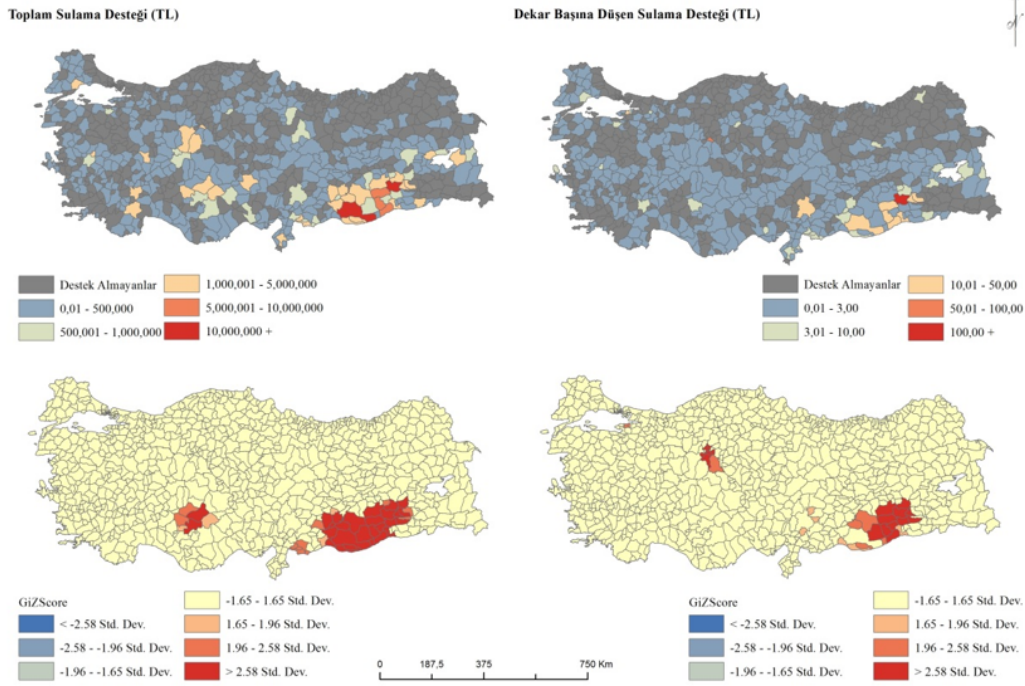 Toplam Sulama Desteği (TL)
Dekar Başına Düşen Sulama Desteği (TL)
Destek Almayanlar
0,01 - 500,000
500,001 - 1,000,000
1,000,001 - 5,000,000
5,000,001 - 10,000,000
10,000,000 +
Destek Almayanlar
0,01 - 3,00
3,01 - 10,00
10,01 - 50,00
50,01 - 100,00
100,00 +
GiZScore
< -2.58 Std. Dev.
-2.58 - -1.96 Std. Dev.
-1.96 - -1.65 Std. Dev.
-1.65 - 1.65 Std. Dev.
1.65 - 1.96 Std. Dev.
1.96 - 2.58 Std. Dev.
> 2.58 Std. Dev.
0 187,5 375 750 Km
GiZScore
< -2.58 Std. Dev.
-2.58 - -1.96 Std. Dev.
-1.96 - -1.65 Std. Dev.
-1.65 - 1.65 Std. Dev.
1.65 - 1.96 Std. Dev.
1.96 - 2.58 Std. Dev.
> 2.58 Std. Dev.